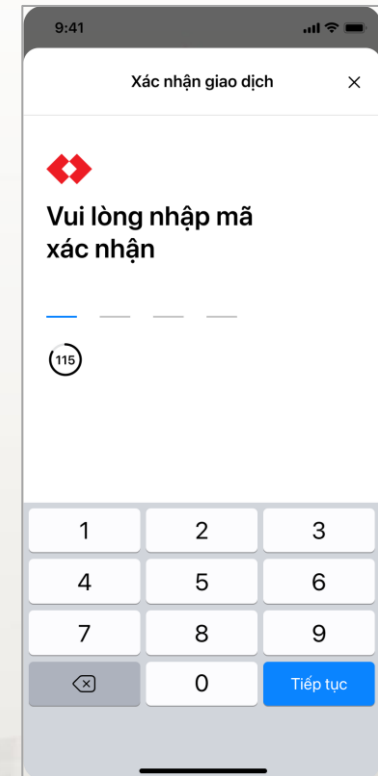 9:41
Xác nhận giao dịch
Vui lòng nhập mã
xác nhận
115
1 2 3
4 5 6
7 8 9
0 Tiếp tục